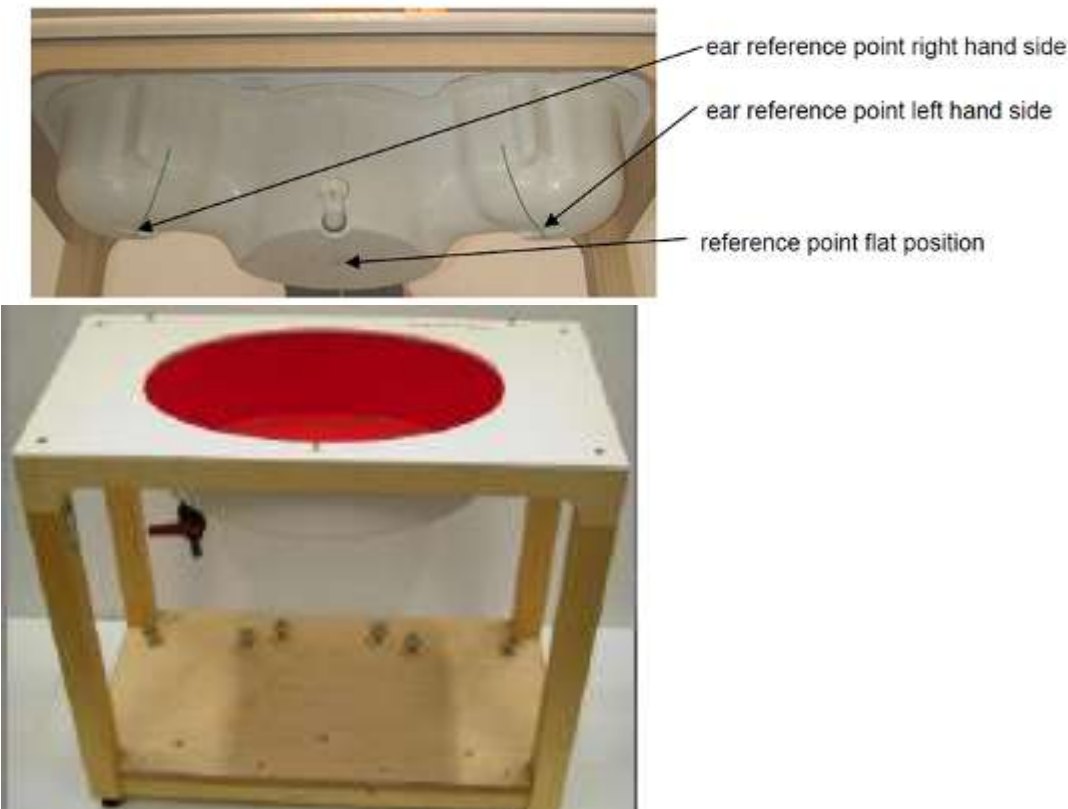 ear reference point right hand side
ear reference point left hand side
reference point flat position